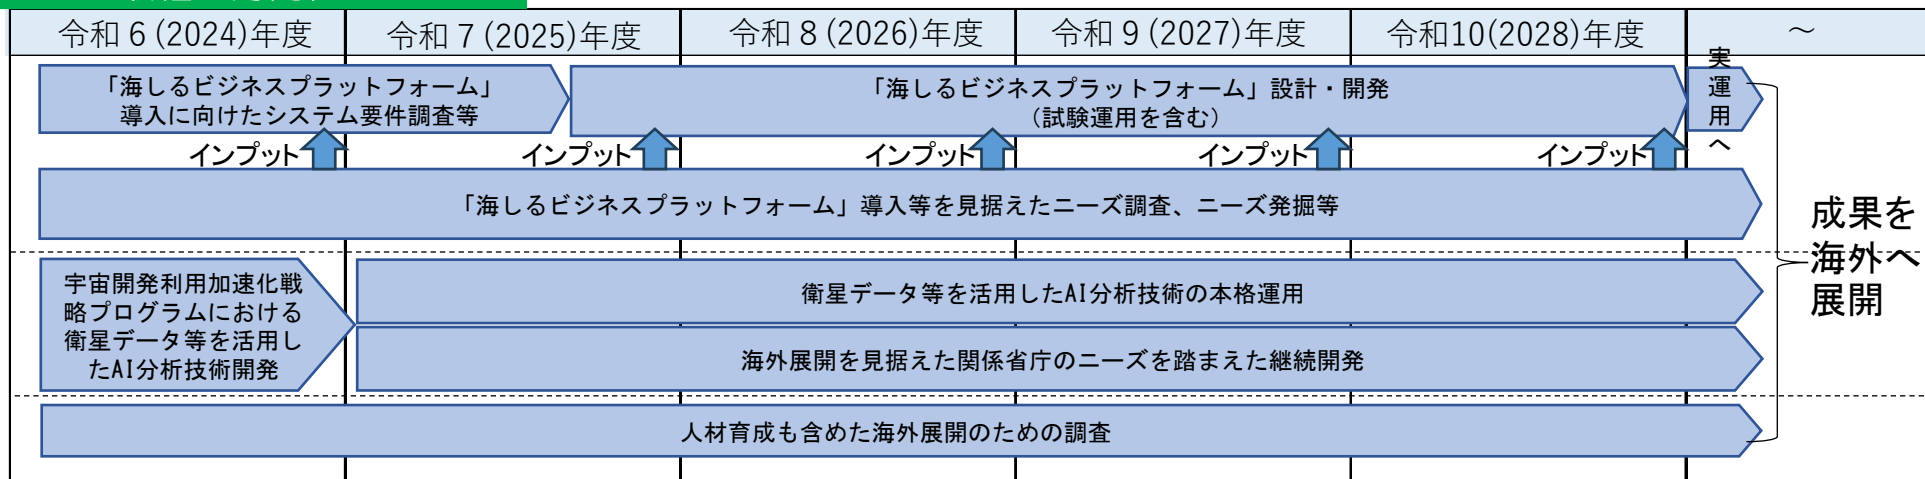 令和６(2024)年度
令和７(2025)年度
令和８(2026)年度
令和９(2027)年度
令和10(2028)年度
～
「海しるビジネスプラットフォーム」
導入に向けたシステム要件調査等
「海しるビジネスプラットフォーム」設計・開発
（試験運用を含む）
実
運
用
へ
インプット
インプット
インプット
インプット
インプット
「海しるビジネスプラットフォーム」導入等を見据えたニーズ調査、ニーズ発掘等
宇宙開発利用加速化戦
略プログラムにおける
衛星データ等を活用し
たAI分析技術開発
衛星データ等を活用したAI分析技術の本格運用
海外展開を見据えた関係省庁のニーズを踏まえた継続開発
人材育成も含めた海外展開のための調査
成果を
海外へ
展開